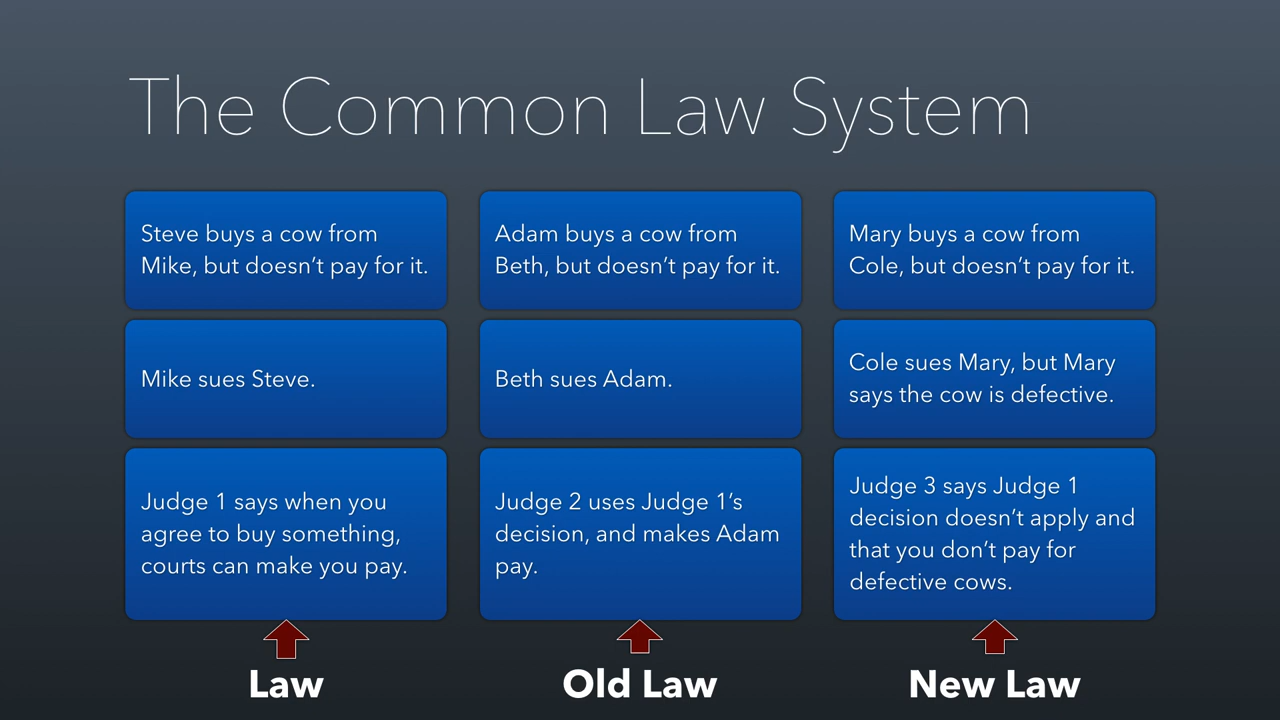 The Common Law System
Steve buys a cow from
Mike, but doesn’t pay for it.
Adam buys a cow from
Beth, but doesn’t pay for it.
Mary buys a cow from
Cole, but doesn’t pay for it.
Mike sues Steve.
Beth sues Adam.
Cole sues Mary, but Mary
says the cow is defective.
Judge 1 says when you
agree to buy something,
courts can make you pay.
Judge 2 uses Judge 1’s
decision, and makes Adam
pay.
Judge 3 says Judge 1
decision doesn’t apply and
that you don’t pay for
defective cows.
Law
Old Law
New Law